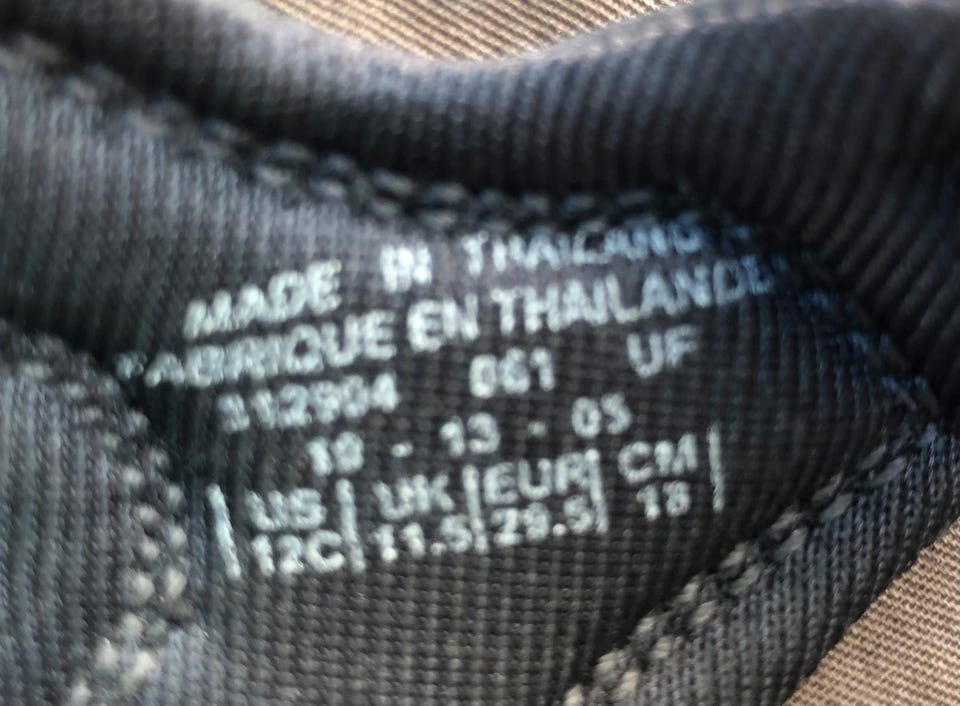 MADE IN THAILAND
FABRIQUE EN THAILANDE
312904 061 UF
10 - 13 - 05
US UK EUR CM
12C 11.5 29.5 18